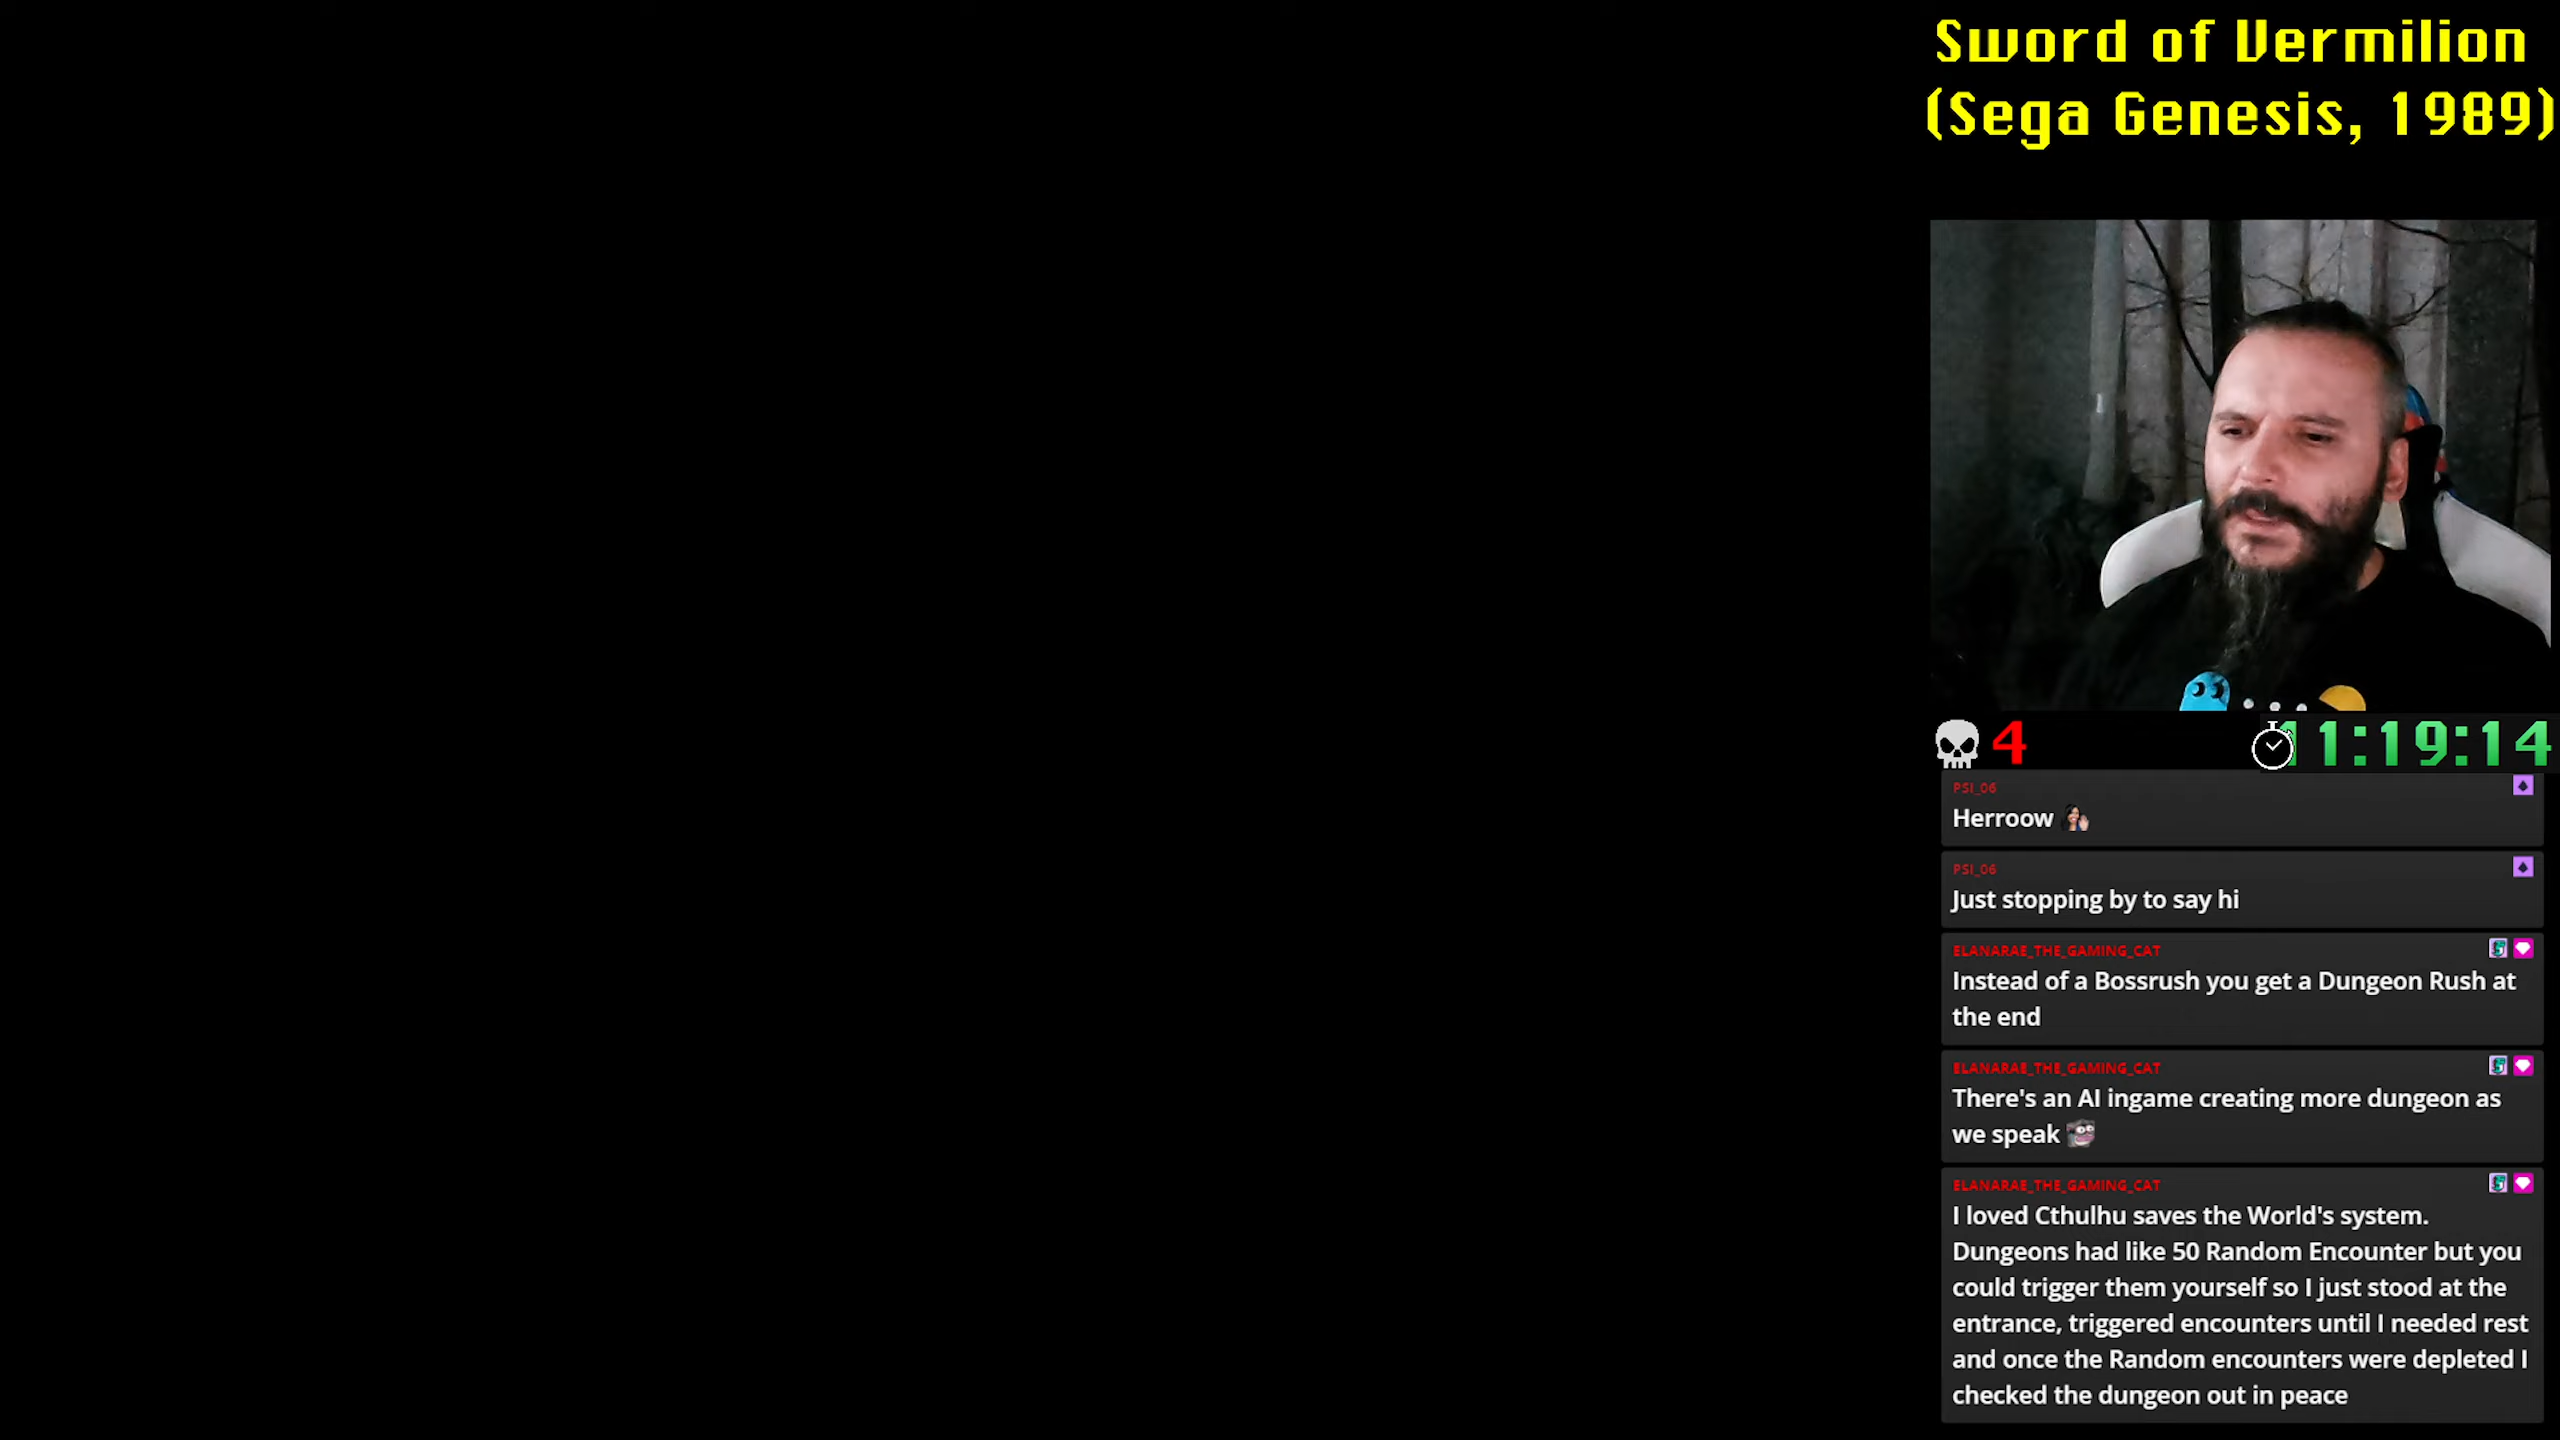 Sword of Vermilion
(Sega Genesis, 1989)
4
11:19:14
PSI_06
Herroow
PSI_06
Just stopping by to say hi
ELANARAE_THE_GAMING_CAT
Instead of a Bossrush you get a Dungeon Rush at
the end
ELANARAE_THE_GAMING_CAT
There's an AI ingame creating more dungeon as
we speak
ELANARAE_THE_GAMING_CAT
I loved Cthulhu saves the World's system.
Dungeons had like 50 Random Encounter but you
could trigger them yourself so I just stood at the
entrance, triggered encounters until I needed rest
and once the Random encounters were depleted I
checked the dungeon out in peace